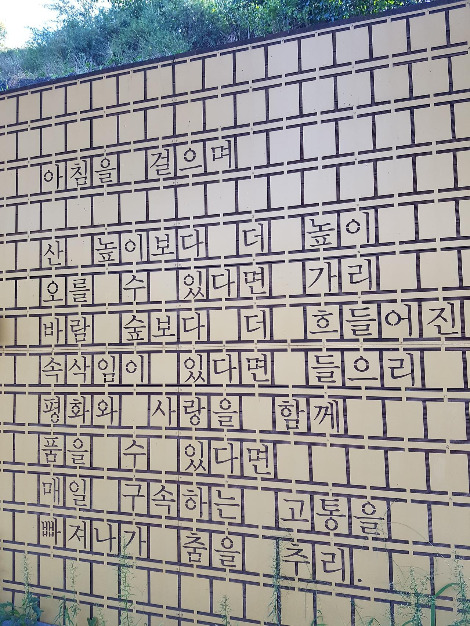 아침을 걸으며
산 높이보다 더 높이
오를 수 있다면 가리
바람 숲보다 더 흐들어진
속삭임이 있다면 들으리
평화와 사랑을 함께
품을 수 있다면
매일 구속하는 고통을
빠져나가 춤을 추리.